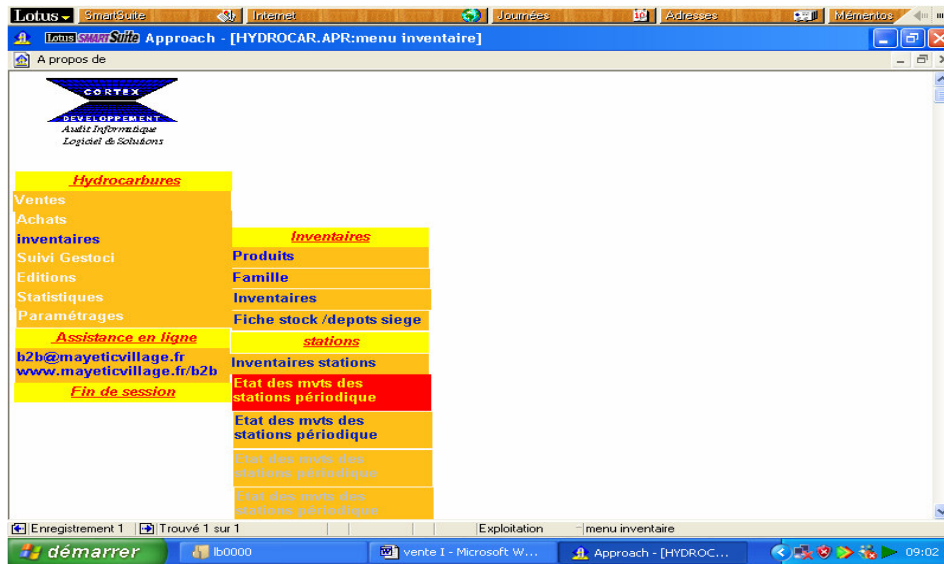 Lotus SmartSuite Internet Journées 10 Adresses Mémentos
Lotus SMARTSuite Approach - [HYDROCAR.APR:menu inventaire]
A propos de
CORTEX
DEVELOPPEMENT
Audit Informatique
Logiciel & Solutions
Hydrocarbures
Ventes
Achats
inventaires
Suivi Gestoci
Editions
Statistiques
Paramétrages
Assistance en ligne
b2b@mayeticvillage.fr
www.mayeticvillage.fr/b2b
Fin de session
Inventaires
Produits
Famille
Inventaires
Fiche stock /depots siege
stations
Inventaires stations
Etat des mvts des
stations périodique
Etat des mvts des
stations périodique
Etat des mvts des
stations périodique
Etat des mvts des
stations périodique
Enregistrement 1 Trouvé 1 sur 1 Exploitation menu inventaire
démarrer lb0000 vente I - Microsoft W... Approach - [HYDROC... 09:02